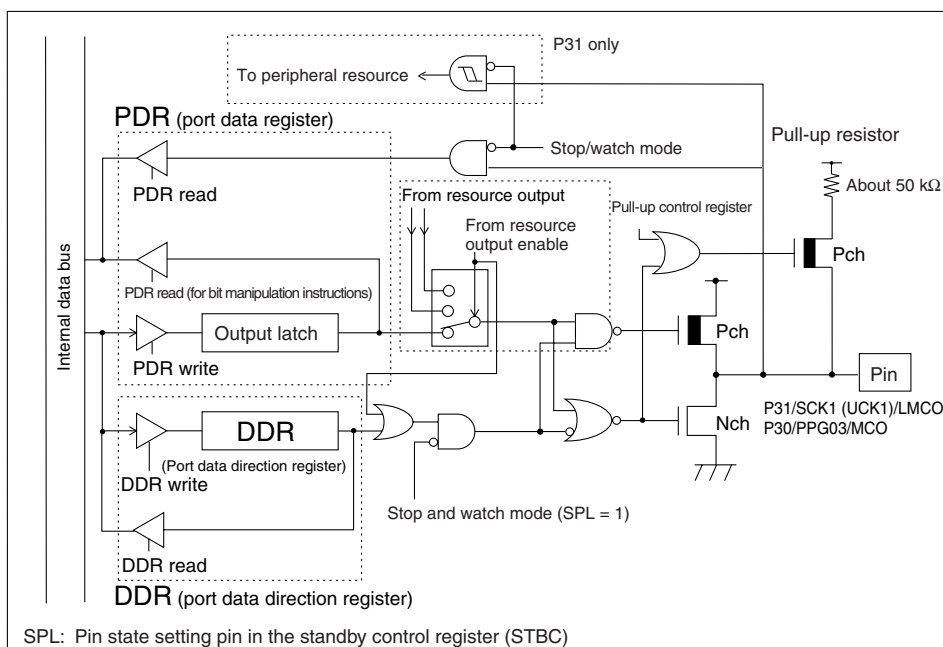 P31 only
To peripheral resource
PDR (port data register)
Pull-up resistor
Stop/watch mode
PDR read
From resource output
About 50 kΩ
Pull-up control register
From resource
output enable
Pch
Internal data bus
PDR read (for bit manipulation instructions)
Output latch
Pch
PDR write
Pin
P31/SCK1 (UCK1)/LMCO
P30/PPG03/MCO
Nch
DDR
(Port data direction register)
DDR write
Stop and watch mode (SPL = 1)
DDR read
DDR (port data direction register)
SPL: Pin state setting pin in the standby control register (STBC)